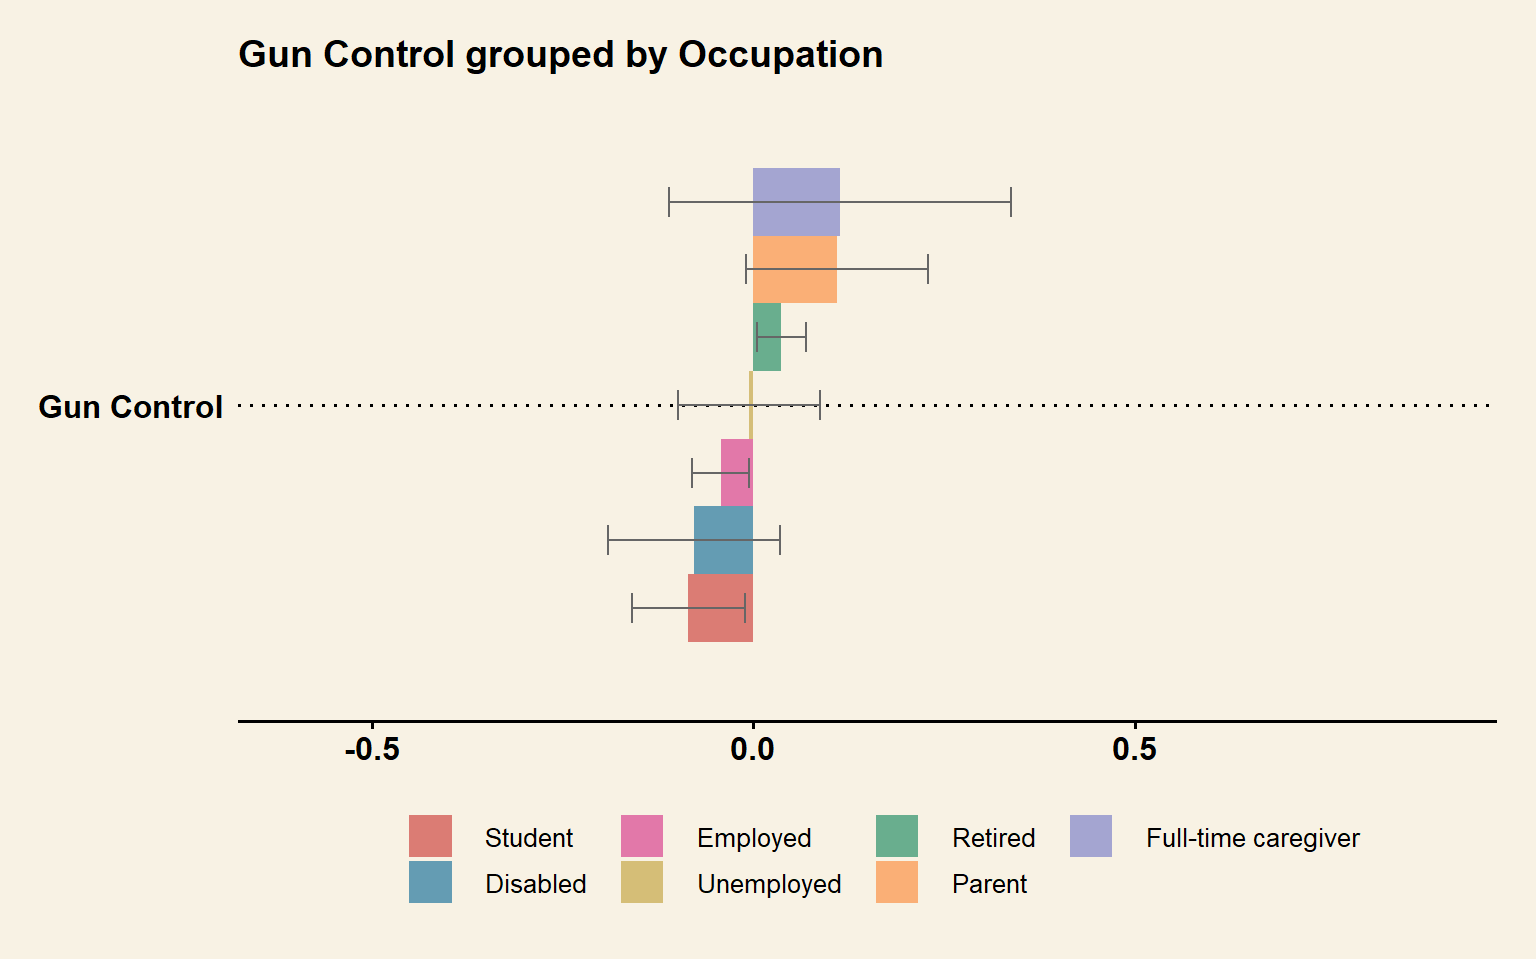 Gun Control grouped by Occupation
Gun Control
-0.5 0.0 0.5
Student Employed Retired Full-time caregiver
Disabled Unemployed Parent